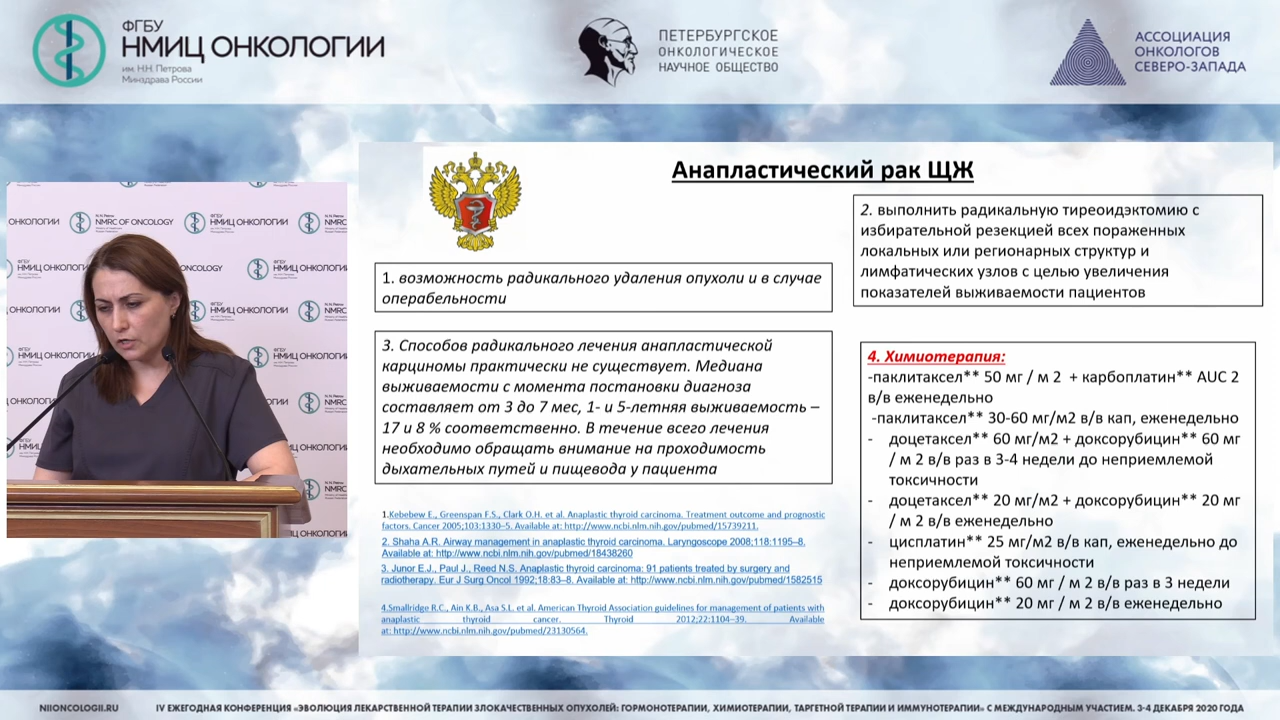 ФГБУ
НМИЦ ОНКОЛОГИИ
им. Н.Н. Петрова
Минздрава России
ПЕТЕРБУРГСКОЕ
ОНКОЛОГИЧЕСКОЕ
НАУЧНОЕ ОБЩЕСТВО
АССОЦИАЦИЯ
ОНКОЛОГОВ
СЕВЕРО-ЗАПАДА
Анапластический рак ЩЖ
1. возможность радикального удаления опухоли и в случае
операбельности
2. выполнить радикальную тиреоидэктомию с
избирательной резекцией всех пораженных
локальных или регионарных структур и
лимфатических узлов с целью увеличения
показателей выживаемости пациентов
3. Способов радикального лечения анапластической
карциномы практически не существует. Медиана
выживаемости с момента постановки диагноза
составляет от 3 до 7 мес, 1- и 5-летняя выживаемость –
17 и 8 % соответственно. В течение всего лечения
необходимо обращать внимание на проходимость
дыхательных путей и пищевода у пациента
4. Химиотерапия:
-паклитаксел** 50 мг / м 2 + карбоплатин** AUC 2
в/в еженедельно
-паклитаксел** 30-60 мг/м2 в/в кап, еженедельно
- доцетаксел** 60 мг/м2 + доксорубицин** 60 мг
/ м 2 в/в раз в 3-4 недели до неприемлемой
токсичности
- доцетаксел** 20 мг/м2 + доксорубицин** 20 мг
/ м 2 в/в еженедельно
- цисплатин** 25 мг/м2 в/в кап, еженедельно до
неприемлемой токсичности
- доксорубицин** 60 мг / м 2 в/в раз в 3 недели
- доксорубицин** 20 мг / м 2 в/в еженедельно
1.Kebebew E., Greenspan F.S., Clark O.H. et al. Anaplastic thyroid carcinoma. Treatment outcome and prognostic
factors. Cancer 2005;103:1330–5. Available at: http://www.ncbi.nlm.nih.gov/pubmed/15739211.
2. Shaha A.R. Airway management in anaplastic thyroid carcinoma. Laryngoscope 2008;118:1195–8.
Available at: http://www.ncbi.nlm.nih.gov/pubmed/18438260
3. Junor E.J., Paul J., Reed N.S. Anaplastic thyroid carcinoma: 91 patients treated by surgery and
radiotherapy. Eur J Surg Oncol 1992;18:83–8. Available at: http://www.ncbi.nlm.nih.gov/pubmed/1582515
4.Smallridge R.C., Ain K.B., Asa S.L. et al. American Thyroid Association guidelines for management of patients with
anaplastic thyroid cancer. Thyroid 2012;22:1104–39. Available
at: http://www.ncbi.nlm.nih.gov/pubmed/23130564.
NMRC OF ONCOLOGY
НМИЦ ОНКОЛОГИИ
NIIONCOLOGII.RU
IV ЕЖЕГОДНАЯ КОНФЕРЕНЦИЯ «ЭВОЛЮЦИЯ ЛЕКАРСТВЕННОЙ ТЕРАПИИ ЗЛОКАЧЕСТВЕННЫХ ОПУХОЛЕЙ: ГОРМОНОТЕРАПИИ, ХИМИОТЕРАПИИ, ТАРГЕТНОЙ ТЕРАПИИ И ИММУНОТЕРАПИИ» С МЕЖДУНАРОДНЫМ УЧАСТИЕМ. 3-4 ДЕКАБРЯ 2020 ГОДА